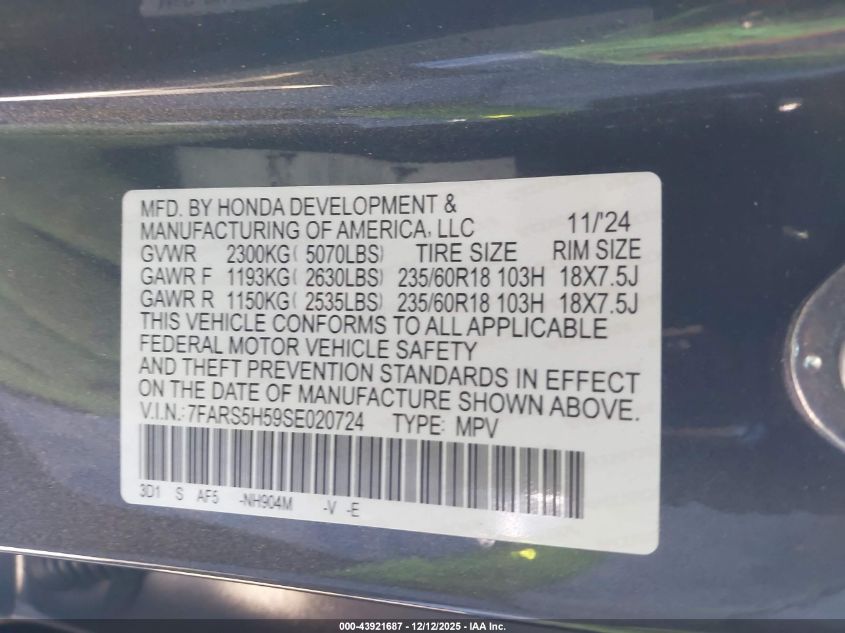 MFD. BY HONDA DEVELOPMENT &
MANUFACTURING OF AMERICA, LLC 11/'24
GVWR 2300KG( 5070LBS) TIRE SIZE RIM SIZE
GAWR F 1193KG( 2630LBS) 235/60R18 103H 18X7.5J
GAWR R 1150KG( 2535LBS) 235/60R18 103H 18X7.5J
THIS VEHICLE CONFORMS TO ALL APPLICABLE
FEDERAL MOTOR VEHICLE SAFETY
AND THEFT PREVENTION STANDARDS IN EFFECT
ON THE DATE OF MANUFACTURE SHOWN ABOVE.
V.I.N.: 7FARS5H59SE020724 TYPE: MPV
3D1 S AF5 -NH904M -V -E
000-43921687 - 12/12/2025 - IAA Inc.